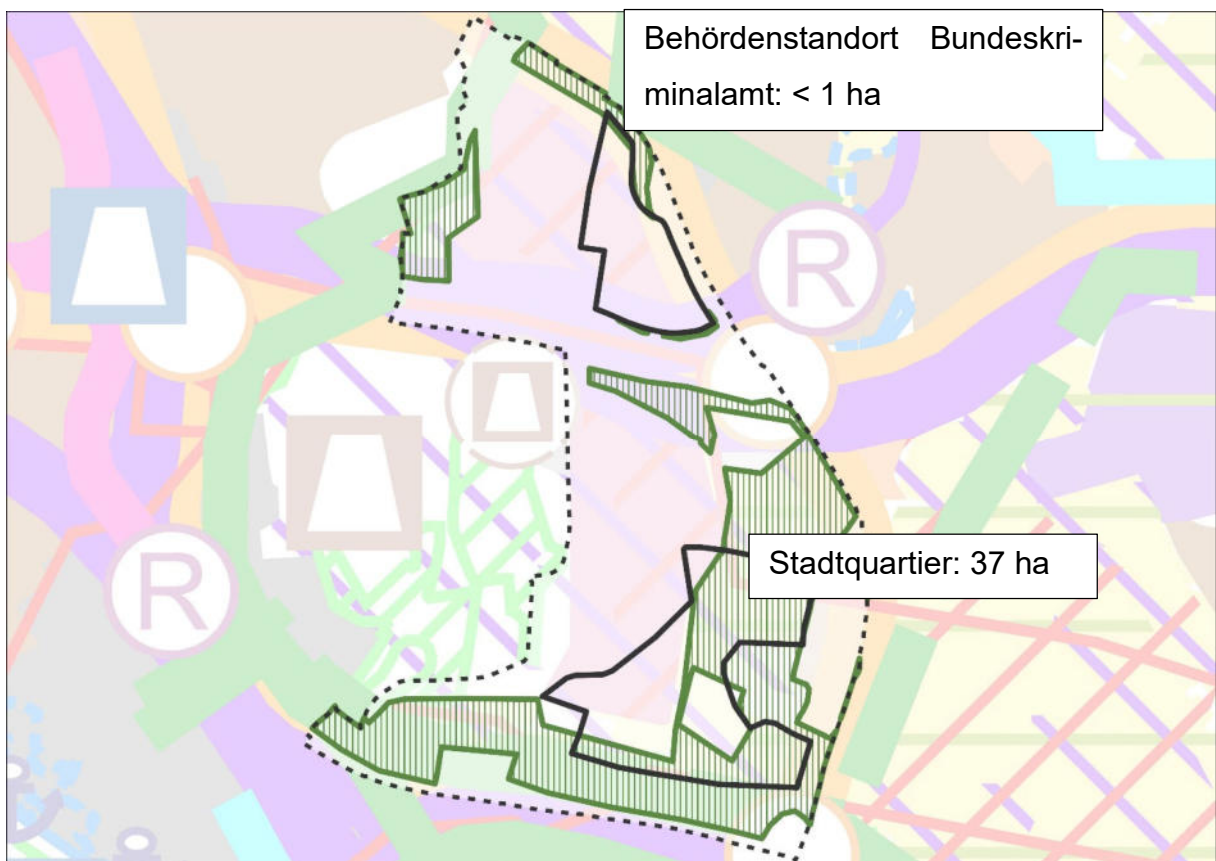 Behördenstandort Bundeskri-
minalamt: < 1 ha
R
Stadtquartier: 37 ha
R